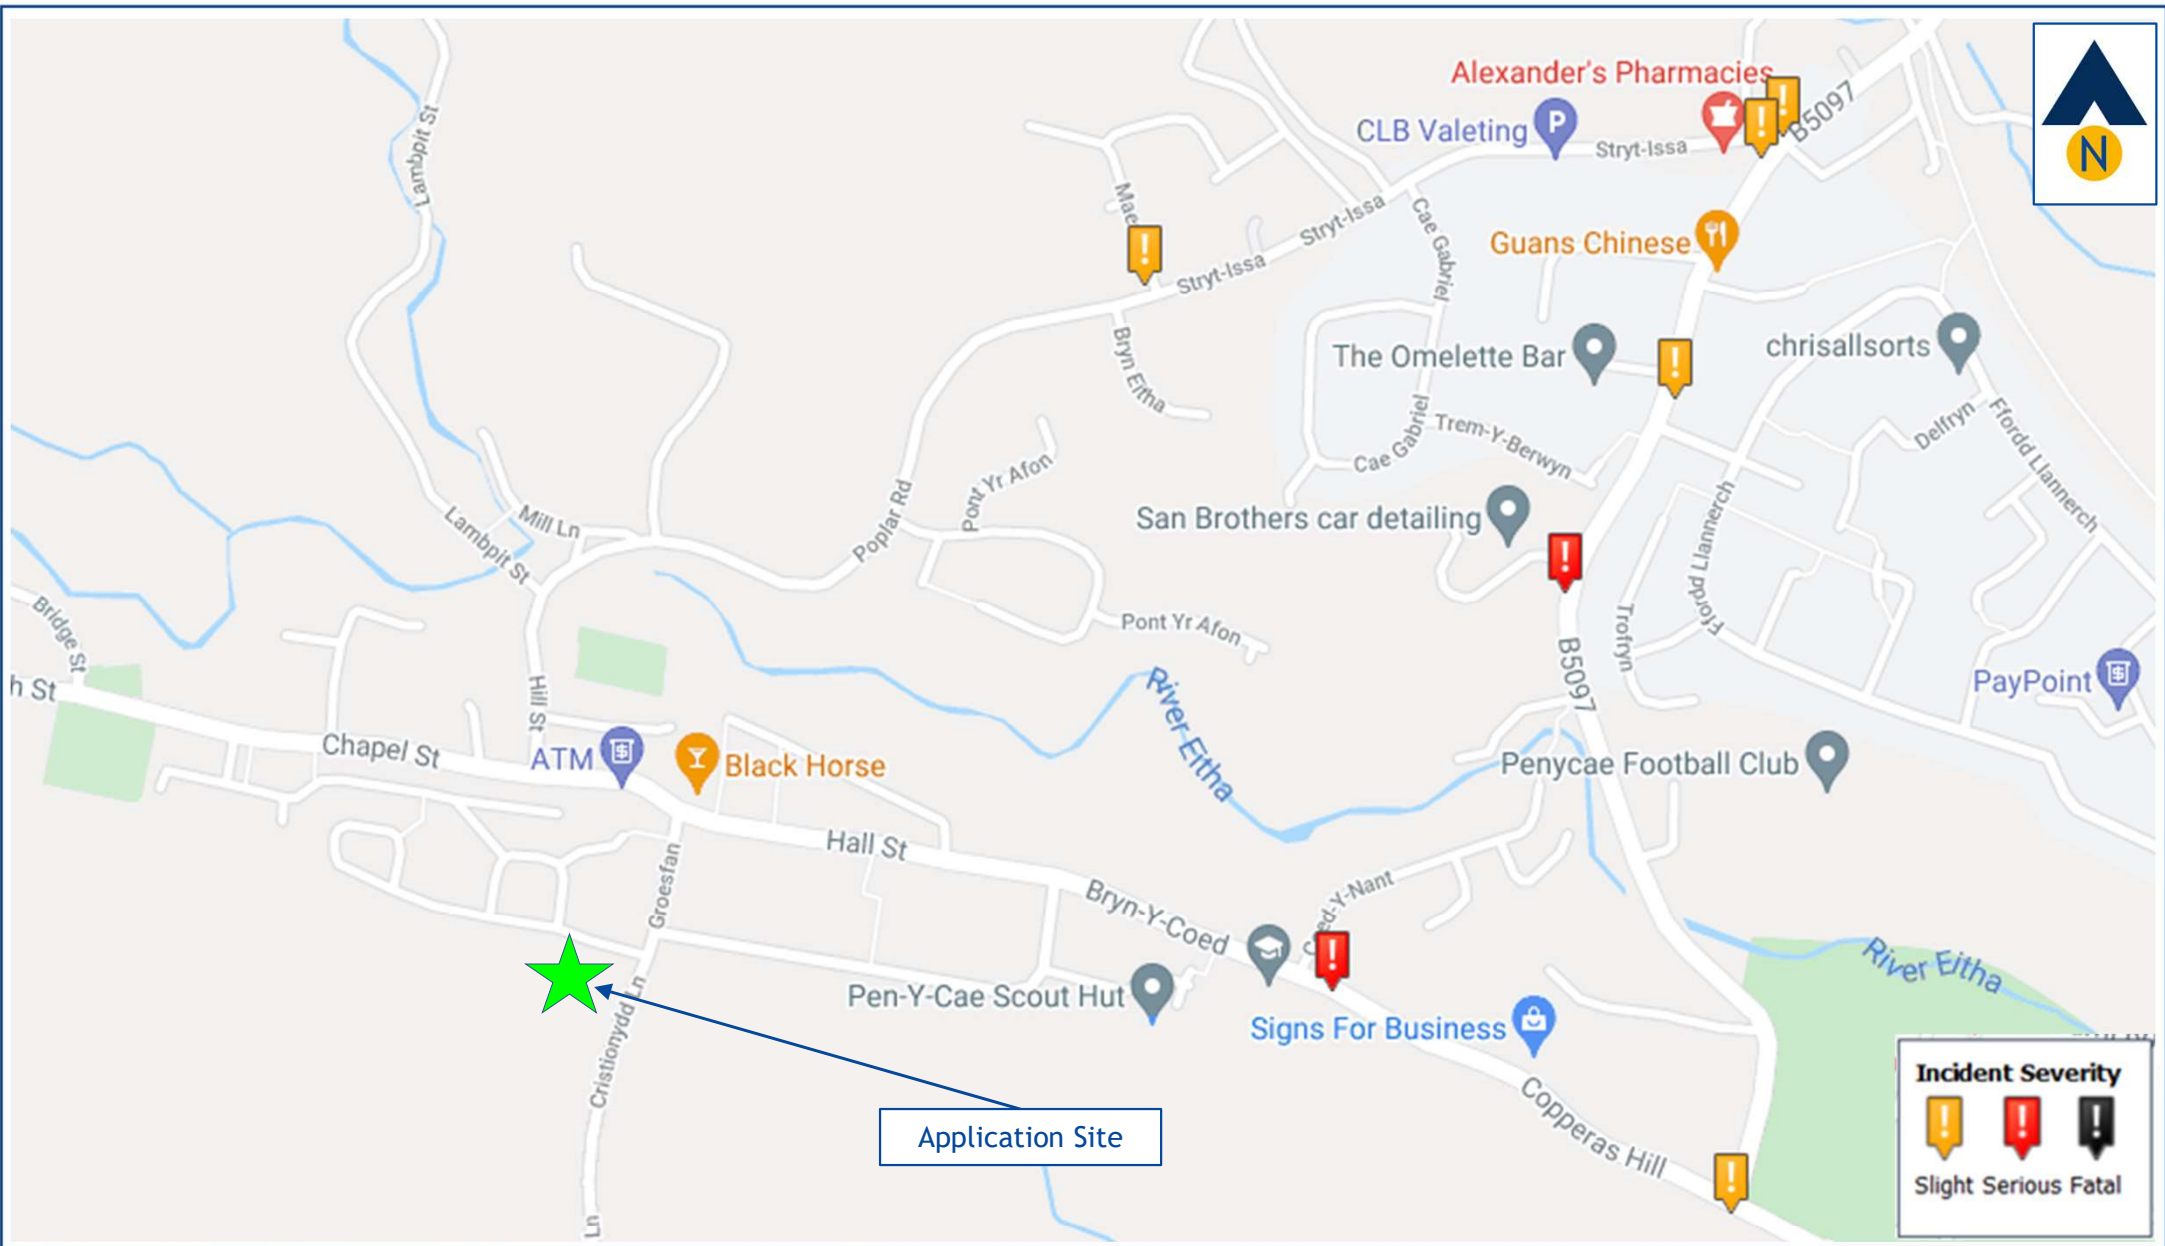 Alexander's Pharmacies
CLB Valeting
P
Stryt-Issa
B5097
N
Lambpit St
Stryt-Issa
Stryt-Issa
Cae Gabriel
Guans Chinese
Bryn Eitha
The Omelette Bar
chrisallsorts
Cae Gabriel
Trem-Y-Berwyn
Delfryn
Ffordd Llannerch
Pont Yr Afon
Poplar Rd
San Brothers car detailing
Mill Ln
Lambpit St
Ffordd Llannerch
Bridge St
Pont Yr Afon
Trofryn
B5097
h St
Hill St
River Eitha
PayPoint
Chapel St
ATM
Black Horse
Penycae Football Club
Hall St
Groesfan
Bryn-Y-Coed
Coed-Y-Nant
River Eitha
Pen-Y-Cae Scout Hut
Signs For Business
Cristionydd Ln
Copperas Hill
Application Site
Ln
Incident Severity
Slight Serious Fatal